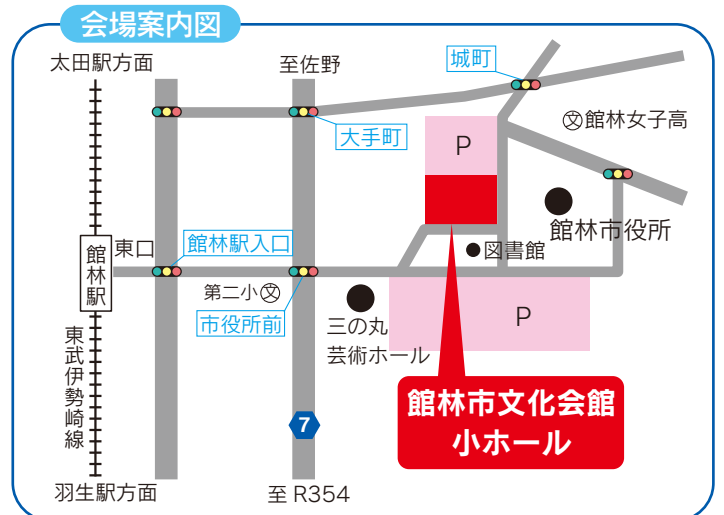 会場案内図
太田駅方面
至佐野
城町
大手町
文館林女子高
P
館林市役所
図書館
東口
館林駅入口
館林駅
第二小文
市役所前
三の丸
芸術ホール
P
東武伊勢崎線
館林市文化会館
小ホール
7
羽生駅方面
至 R354